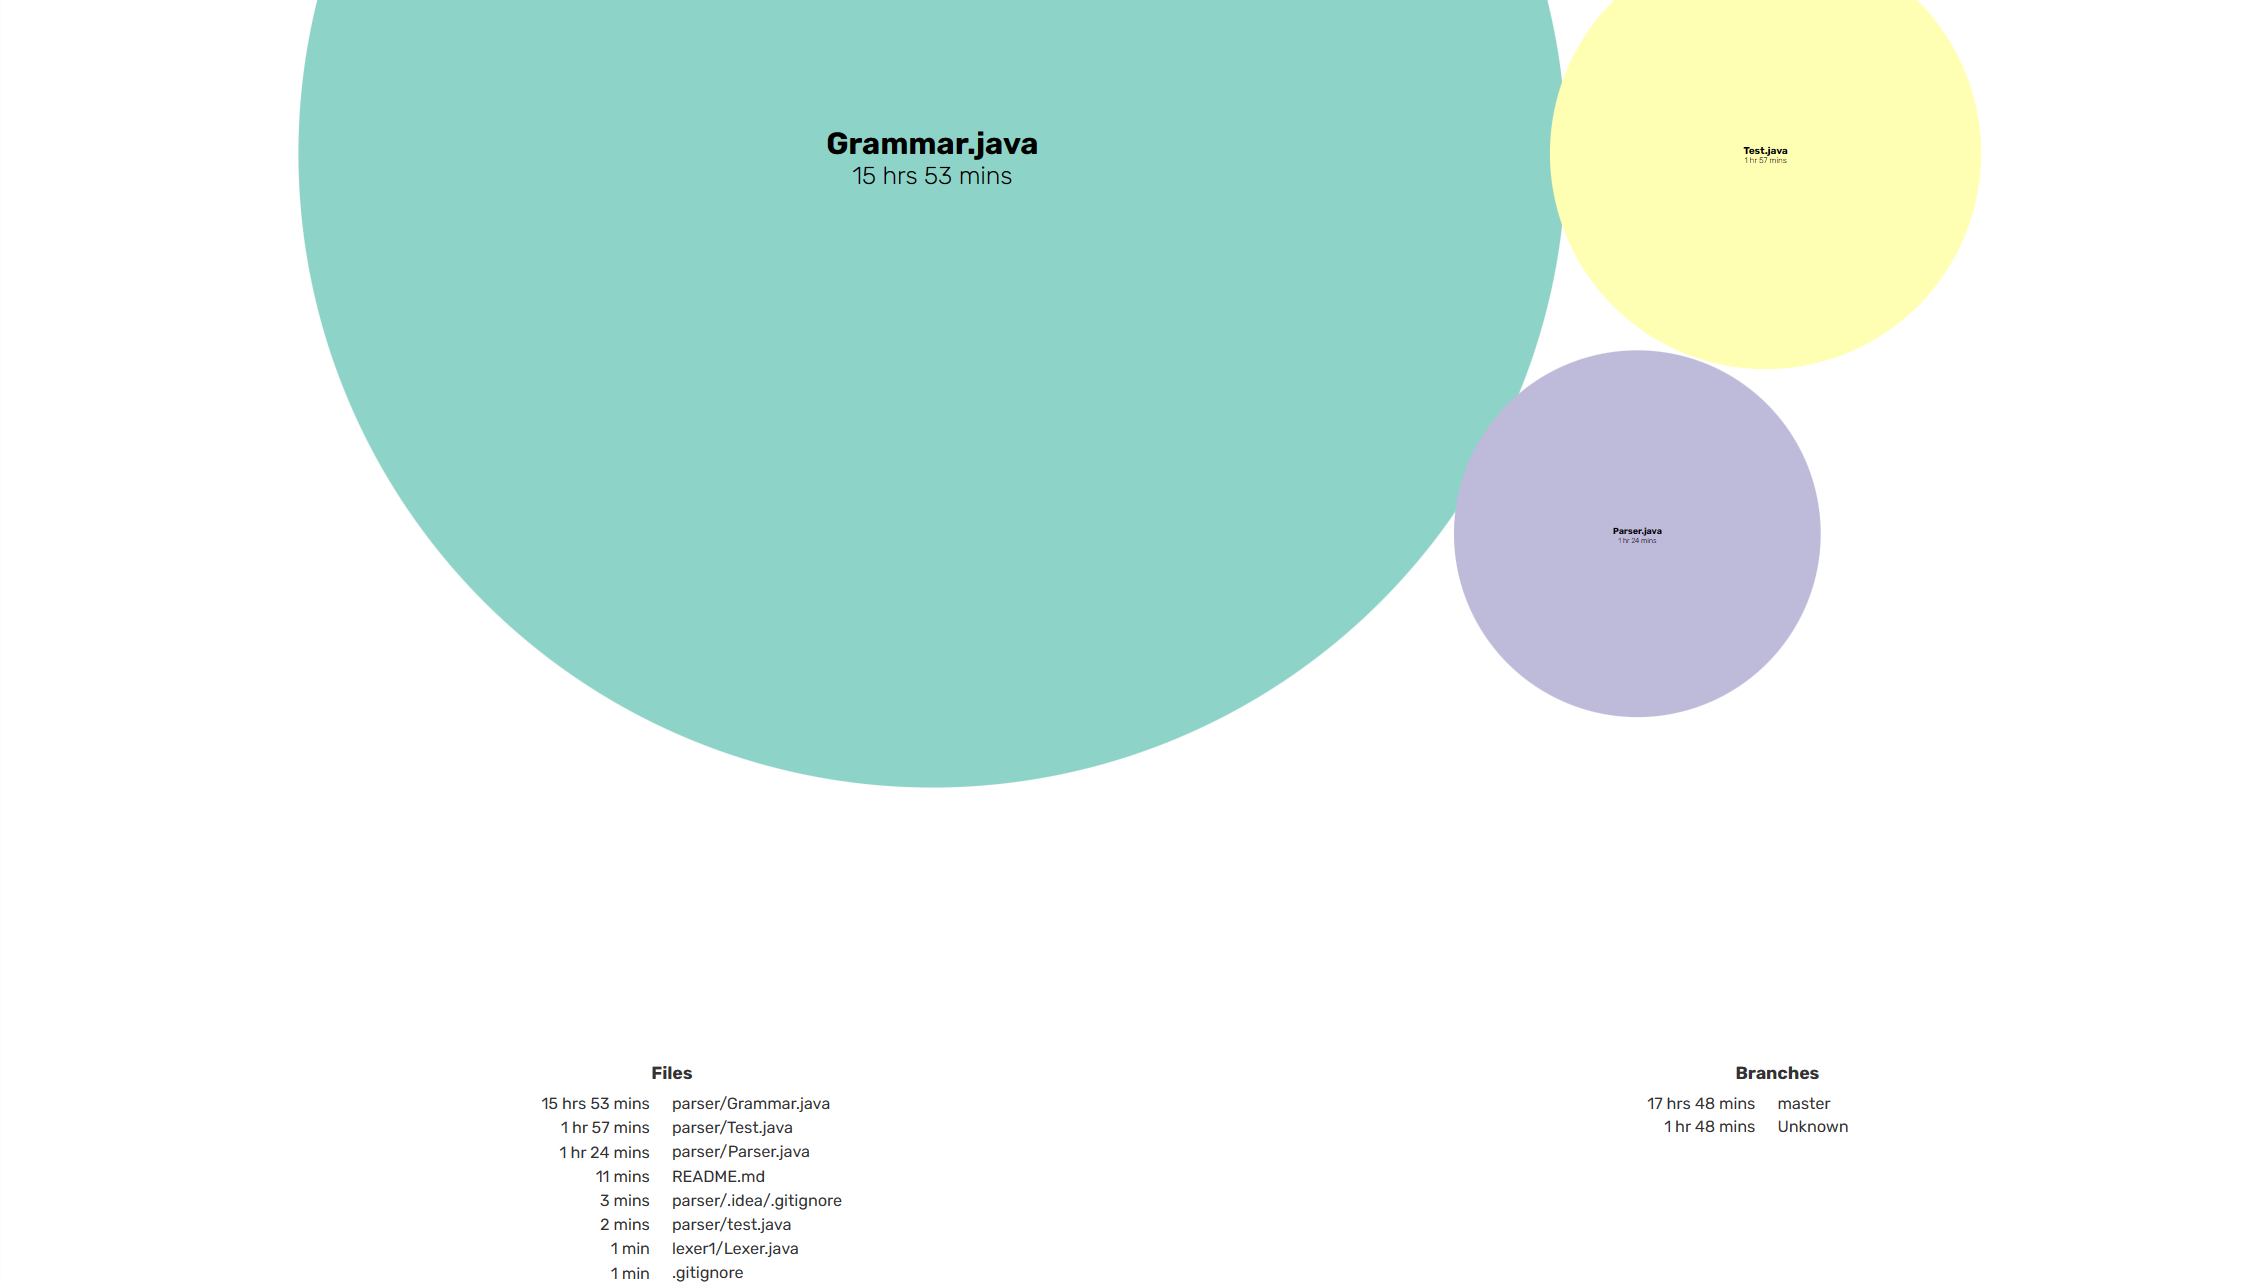 Grammar.java
15 hrs 53 mins
Test.java
1 hr 57 mins
Parser.java
1 hr 24 mins
Files
15 hrs 53 mins parser/Grammar.java
1 hr 57 mins parser/Test.java
1 hr 24 mins parser/Parser.java
11 mins README.md
3 mins parser/.idea/.gitignore
2 mins parser/test.java
1 min lexer1/Lexer.java
1 min .gitignore
Branches
17 hrs 48 mins master
1 hr 48 mins Unknown